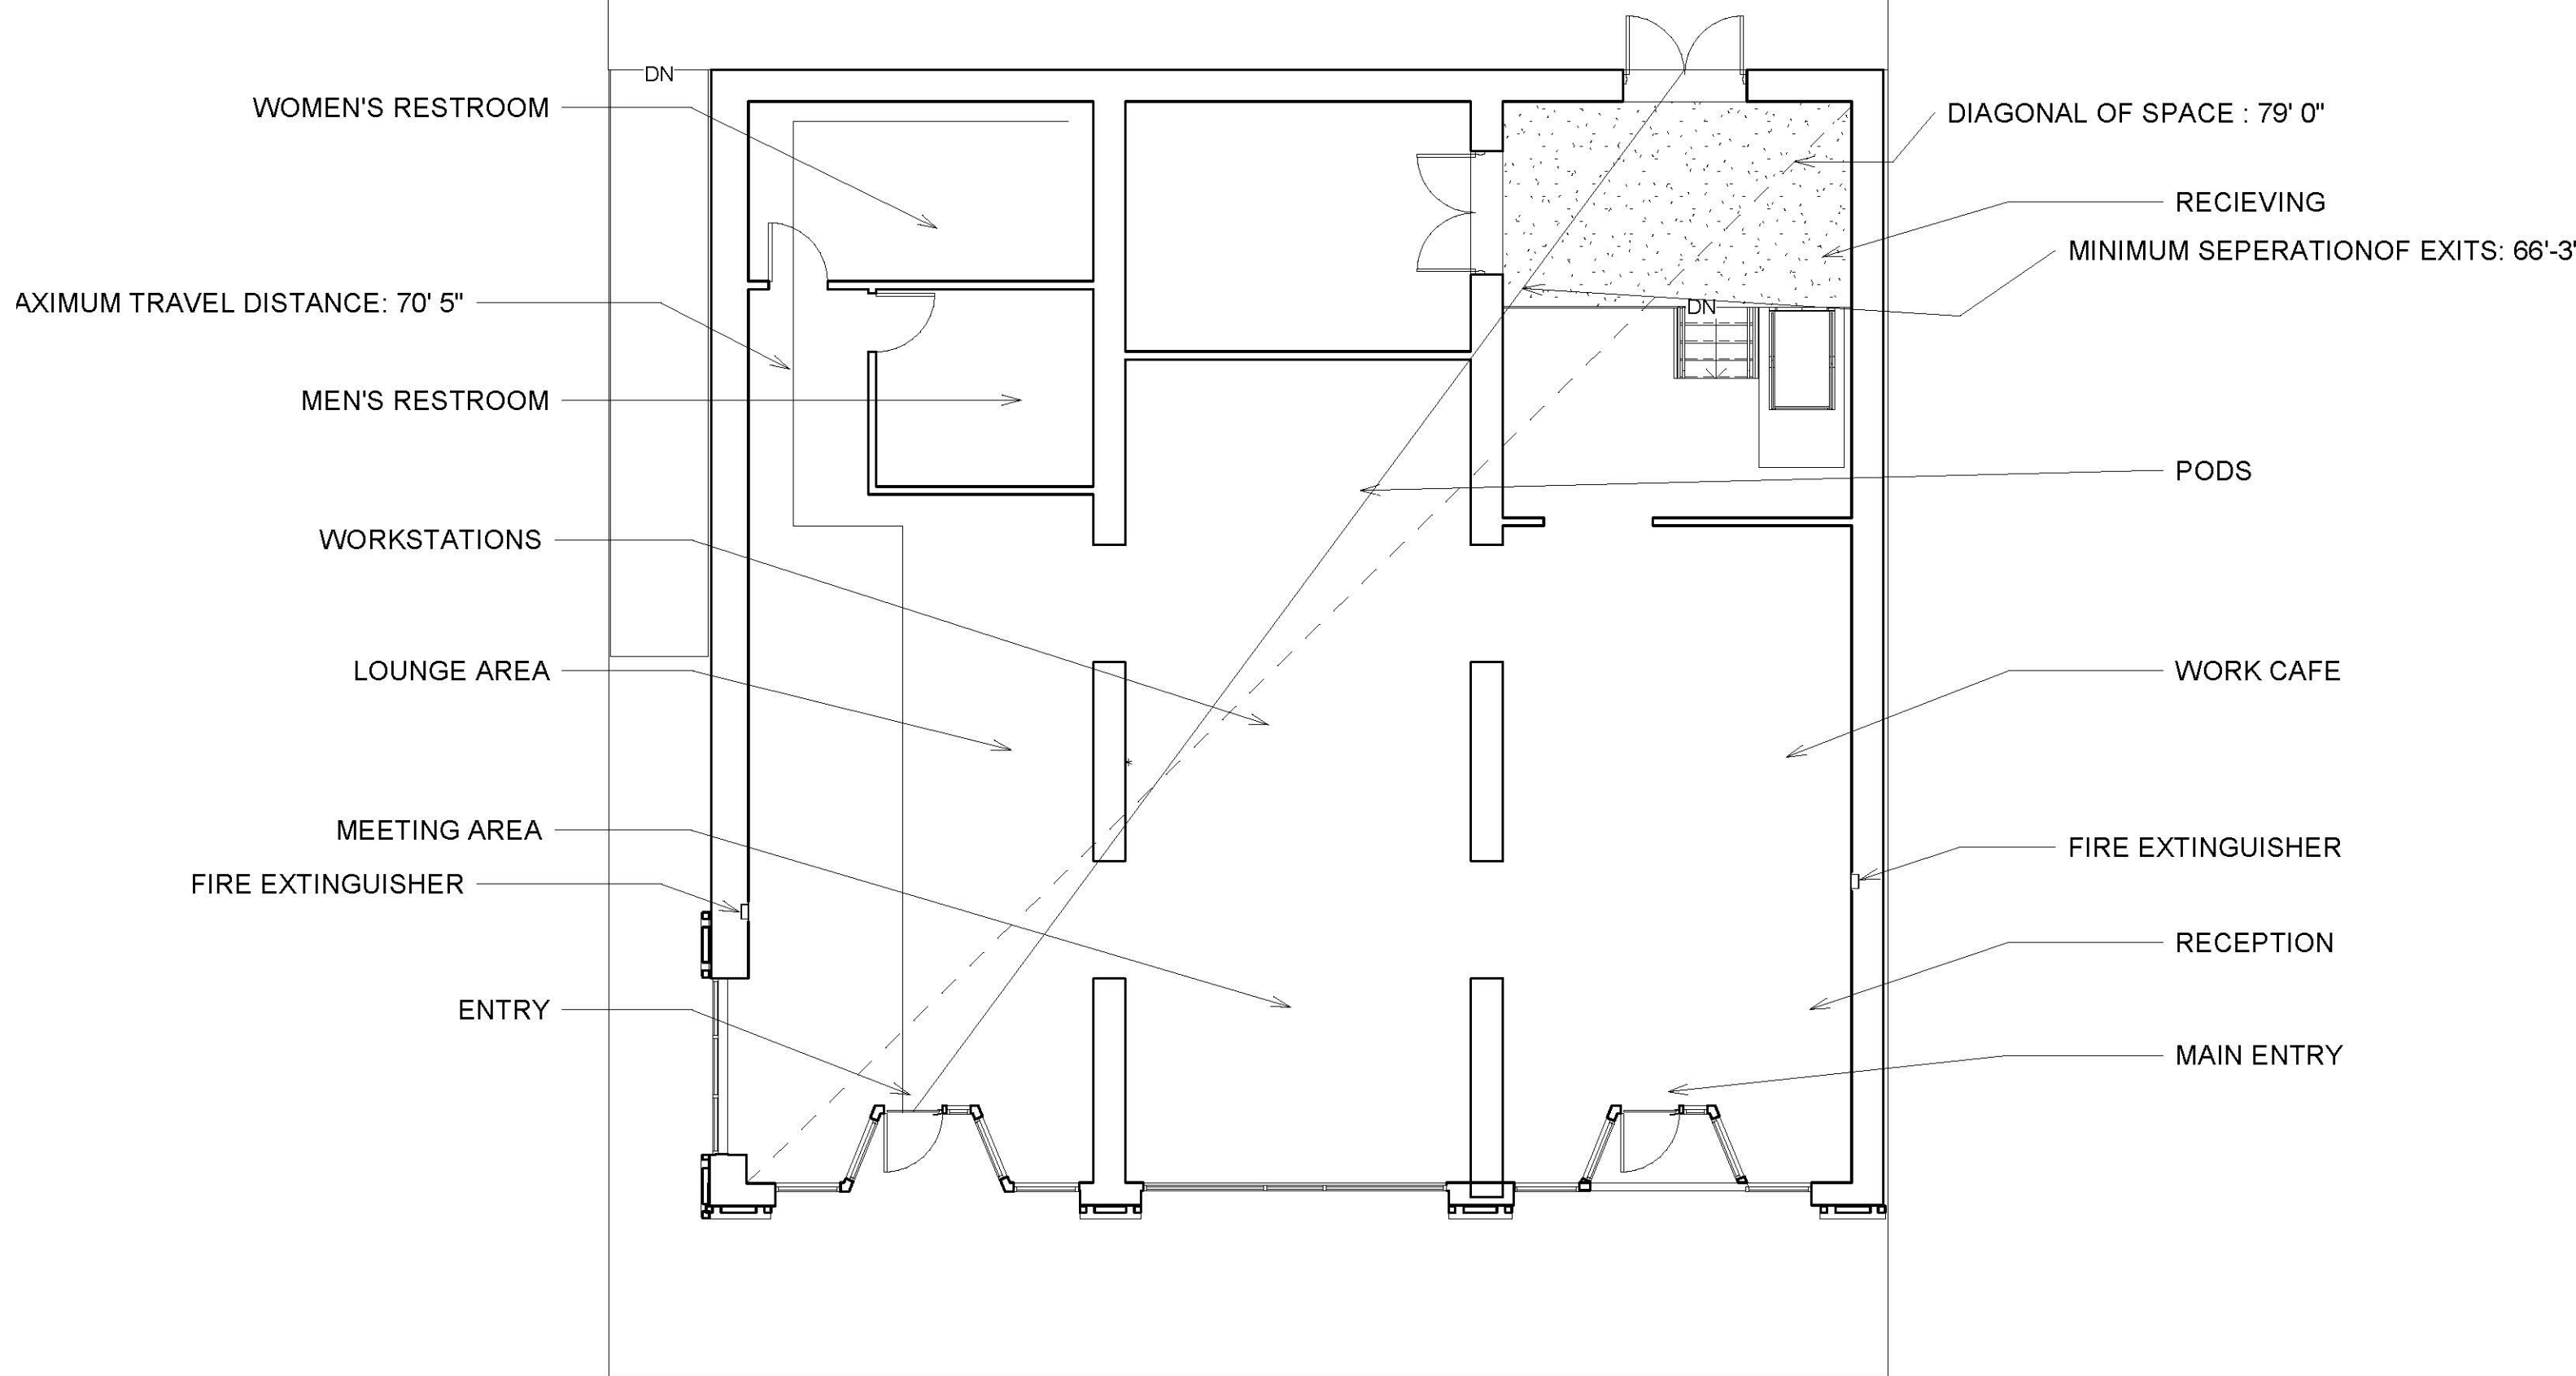 DN
WOMEN'S RESTROOM
DIAGONAL OF SPACE : 79' 0"
RECIEVING
MINIMUM SEPERATIONOF EXITS: 66'-3"
AXIMUM TRAVEL DISTANCE: 70' 5"
DN
MEN'S RESTROOM
PODS
WORKSTATIONS
LOUNGE AREA
WORK CAFE
MEETING AREA
FIRE EXTINGUISHER
FIRE EXTINGUISHER
RECEPTION
ENTRY
MAIN ENTRY